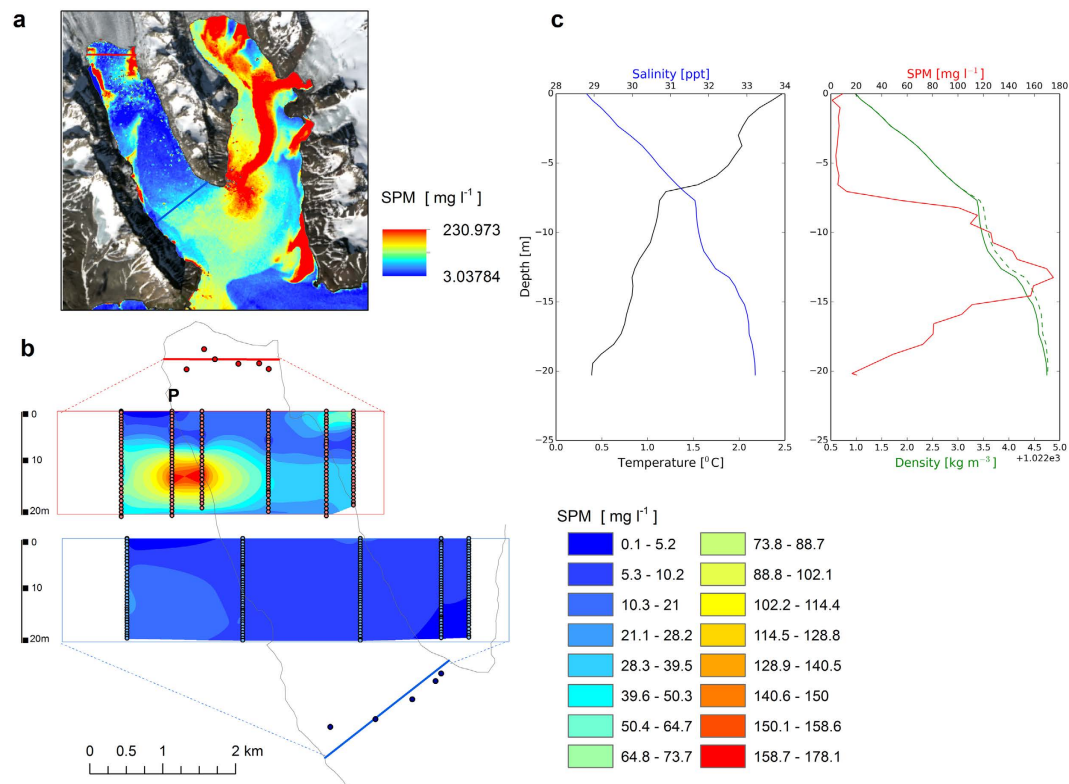 a
SPM [ mg l⁻¹]
230.973
3.03784
b
P
0
10
20m
0
10
20m
0 0.5 1 2 km
c
Salinity [ppt]
28 29 30 31 32 33 34
0
−5
−10
−15
−20
−25
Depth [m]
0.0 0.5 1.0 1.5 2.0 2.5
Temperature [⁰C]
SPM [mg l⁻¹]
0 20 40 60 80 100 120 140 160 180
0
−5
−10
−15
−20
−25
0.5 1.0 1.5 2.0 2.5 3.0 3.5 4.0 4.5 5.0
Density [kg m⁻³]
+1.022e3
SPM [ mg l⁻¹]
0.1 - 5.2
5.3 - 10.2
10.3 - 21
21.1 - 28.2
28.3 - 39.5
39.6 - 50.3
50.4 - 64.7
64.8 - 73.7
73.8 - 88.7
88.8 - 102.1
102.2 - 114.4
114.5 - 128.8
128.9 - 140.5
140.6 - 150
150.1 - 158.6
158.7 - 178.1